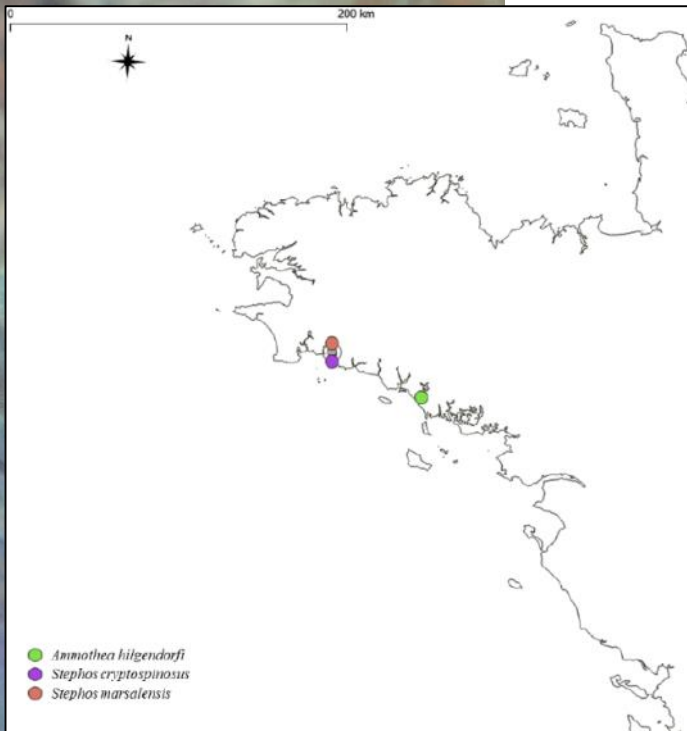 0 200 km
N
Ammothea hilgendorfi
Stephos cryptospinosus
Stephos marsalensis